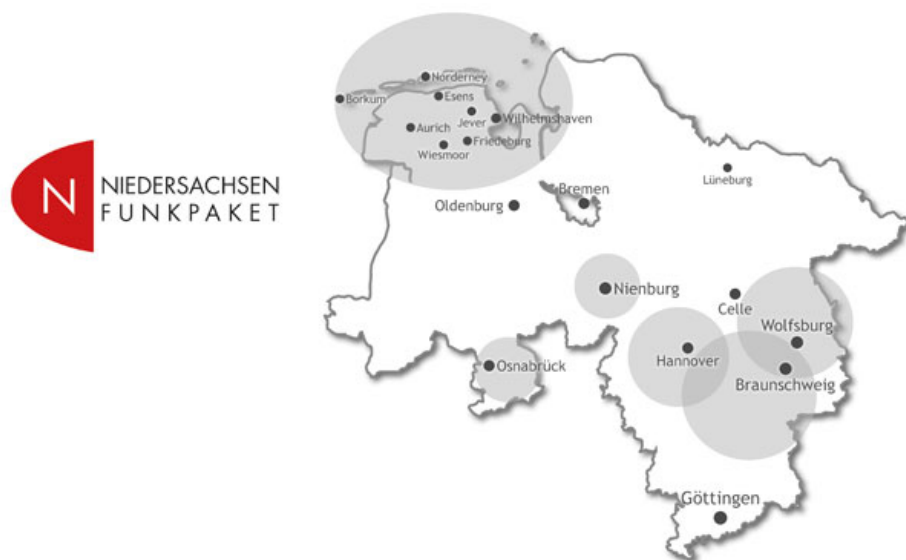 N
NIEDERSACHSEN
FUNKPAKET
Norderney
Borkum
Esens
Jever
Wilhelmshaven
Aurich
Friedeburg
Wiesmoor
Lüneburg
Bremen
Oldenburg
Nienburg
Celle
Wolfsburg
Hannover
Osnabrück
Braunschweig
Göttingen